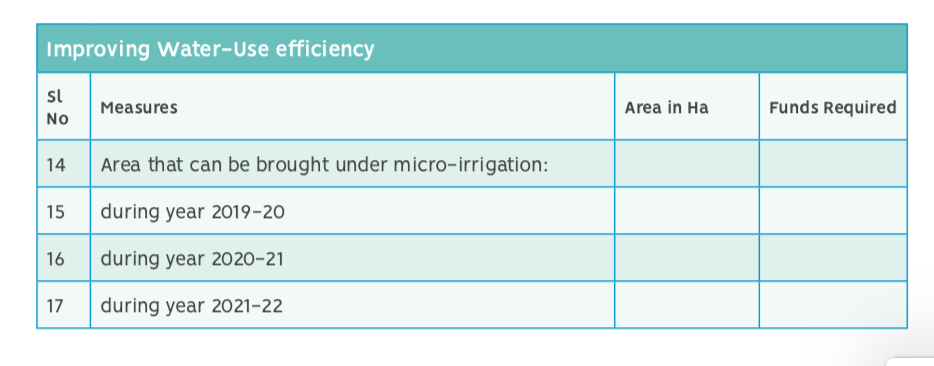 Improving Water-Use efficiency
Sl No
Measures
Area in Ha
Funds Required
14 Area that can be brought under micro-irrigation:
15 during year 2019-20
16 during year 2020-21
17 during year 2021-22